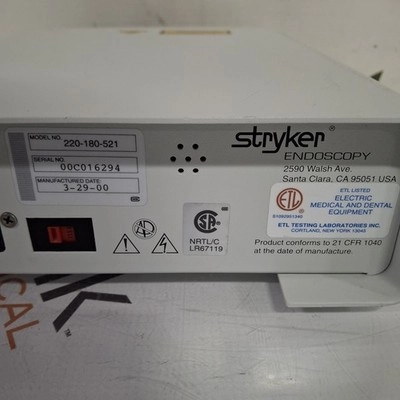 MODEL NO. 220-180-521
SERIAL NO. 00C016294
MANUFACTURED DATE:
3-29-00
stryker®
ENDOSCOPY
2590 Walsh Ave.
Santa Clara, CA 95051 USA
ETL LISTED
ELECTRIC
MEDICAL AND DENTAL
EQUIPMENT
ETL TESTING LABORATORIES INC.
CORTLAND, NEW YORK 13045
NRTL/C
LR67119
Product conforms to 21 CFR 1040
at the date of manufacture.
K
CAL